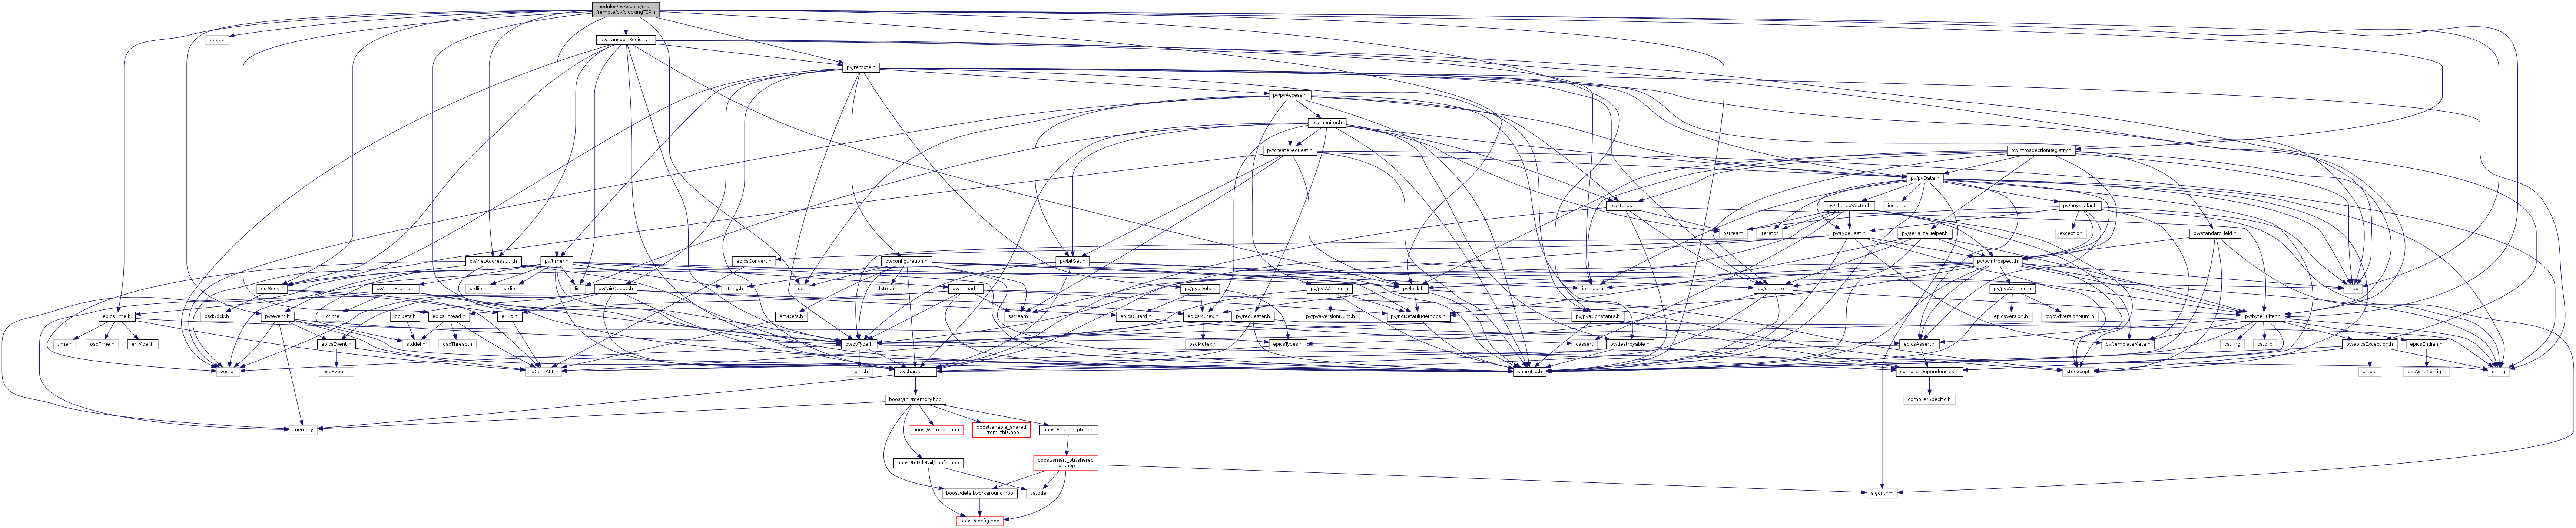 modules/pvAccess/src
/remote/pv/blockingTCP.h
deque
pv/transportRegistry.h
pv/remote.h
pv/pvAccess.h
pv/monitor.h
pv/createRequest.h
pv/introspectionRegistry.h
pv/pvData.h
iomanip
pv/status.h
pv/sharedVector.h
pv/anyscalar.h
ostream
iterator
pv/typeCast.h
pv/serializeHelper.h
exception
pv/standardField.h
pv/inetAddressUtil.h
pv/timer.h
epicsConvert.h
pv/configuration.h
pv/bitSet.h
pv/pvIntrospect.h
osiSock.h
pv/timeStamp.h
stdlib.h
stdio.h
list
pv/fairQueue.h
string.h
pv/thread.h
set
fstream
pv/pvaDefs.h
pv/pvaVersion.h
pv/lock.h
iostream
pv/serialize.h
pv/pvdVersion.h
map
epicsTime.h
osdSock.h
pv/event.h
ctime
dbDefs.h
epicsThread.h
ellLib.h
envDefs.h
sstream
epicsGuard.h
epicsMutex.h
pv/requester.h
pv/pvaVersionNum.h
pv/noDefaultMethods.h
pv/pvaConstants.h
epicsVersion.h
pv/pvdVersionNum.h
pv/byteBuffer.h
time.h
osdTime.h
errMdef.h
epicsEvent.h
stddef.h
osdThread.h
pv/pvType.h
osdMutex.h
epicsTypes.h
cassert
pv/destroyable.h
epicsAssert.h
pv/templateMeta.h
cstring
cstdlib
pv/epicsException.h
epicsEndian.h
vector
osdEvent.h
libComAPI.h
stdint.h
pv/sharedPtr.h
shareLib.h
compilerDependencies.h
stdexcept
cstdio
osdWireConfig.h
string
boost/tr1/memory.hpp
compilerSpecific.h
memory
boost/weak_ptr.hpp
boost/enable_shared
_from_this.hpp
boost/shared_ptr.hpp
boost/tr1/detail/config.hpp
boost/smart_ptr/shared
_ptr.hpp
boost/detail/workaround.hpp
cstddef
algorithm
boost/config.hpp